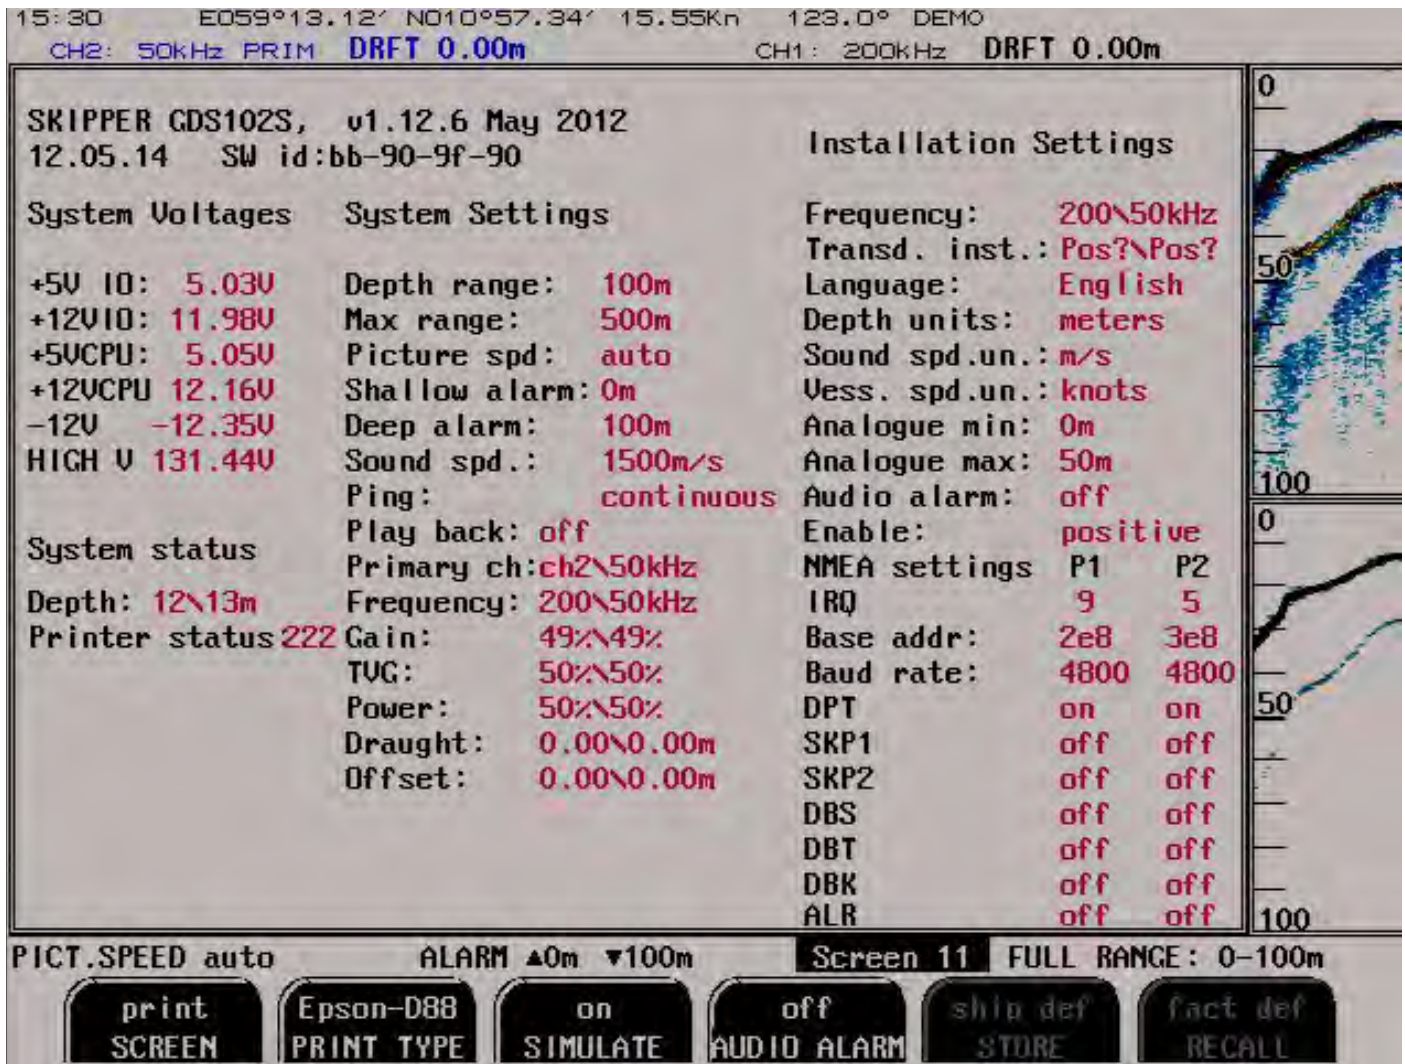 15:30 E059°13.12′ N010°57.34′ 15.55Kn 123.0° DEMO
CH2: 50kHz PRIM DRFT 0.00m CH1: 200kHz DRFT 0.00m
SKIPPER GDS102S, v1.12.6 May 2012
12.05.14 SW id:bb-90-9f-90
System Voltages
+5V IO: 5.03V
+12VIO: 11.98V
+5VCPU: 5.05V
+12VCPU 12.16V
-12V -12.35V
HIGH V 131.44V
System status
Depth: 12\13m
Printer status 222
System Settings
Depth range: 100m
Max range: 500m
Picture spd: auto
Shallow alarm: 0m
Deep alarm: 100m
Sound spd.: 1500m/s
Ping: continuous
Play back: off
Primary ch:ch2\50kHz
Frequency: 200\50kHz
Gain: 49%\49%
TVG: 50%\50%
Power: 50%\50%
Draught: 0.00\0.00m
Offset: 0.00\0.00m
Installation Settings
Frequency: 200\50kHz
Transd. inst.: Pos?\Pos?
Language: English
Depth units: meters
Sound spd.un.: m/s
Vess. spd.un.: knots
Analogue min: 0m
Analogue max: 50m
Audio alarm: off
Enable: positive
NMEA settings P1 P2
IRQ 9 5
Base addr: 2e8 3e8
Baud rate: 4800 4800
DPT on on
SKP1 off off
SKP2 off off
DBS off off
DBT off off
DBK off off
ALR off off
0
50
100
0
50
100
PICT.SPEED auto ALARM ▲0m ▼100m Screen 11 FULL RANGE: 0-100m
print
SCREEN
Epson-D88
PRINT TYPE
on
SIMULATE
off
AUDIO ALARM
ship def
STORE
fact def
RECALL